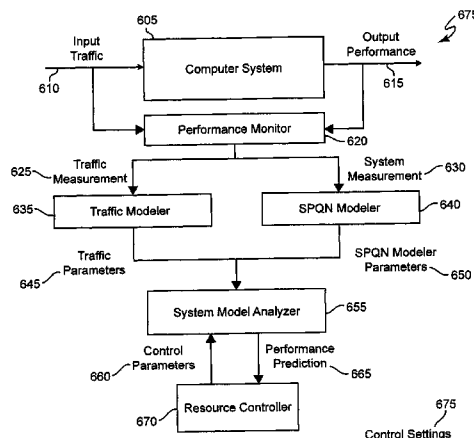 605
675
Input
Traffic
Computer System
Output
Performance
610
615
Performance Monitor
620
625
Traffic
Measurement
System
Measurement
630
635
Traffic Modeler
SPQN Modeler
640
Traffic
Parameters
645
SPQN Modeler
Parameters
650
System Model Analyzer
655
Control
Parameters
660
Performance
Prediction
665
670
Resource Controller
675
Control Settings